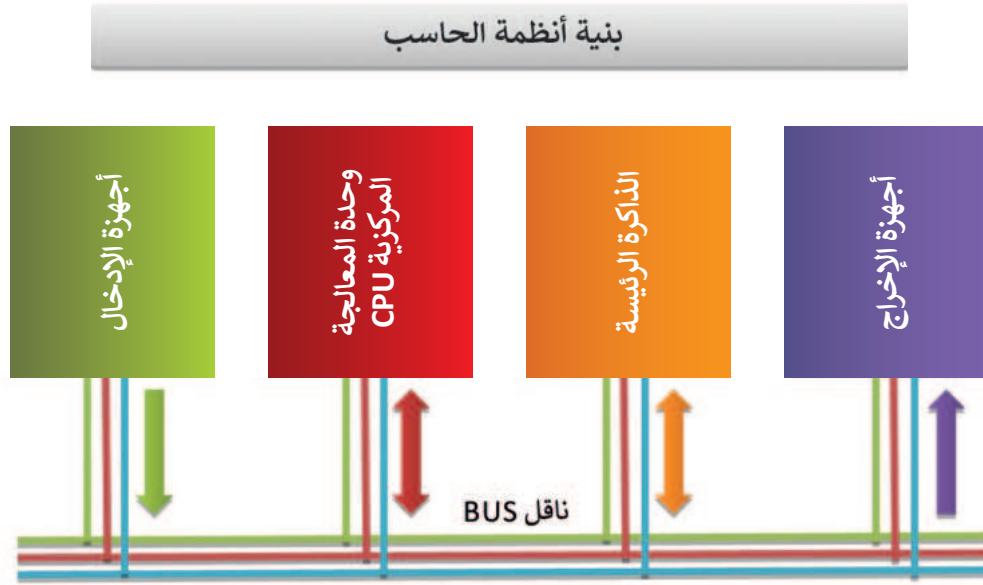 بنية أنظمة الحاسب
أجهزة الإخراج
الذاكرة الرئيسة
وحدة المعالجة
المركزية CPU
أجهزة الإدخال
ناقل BUS